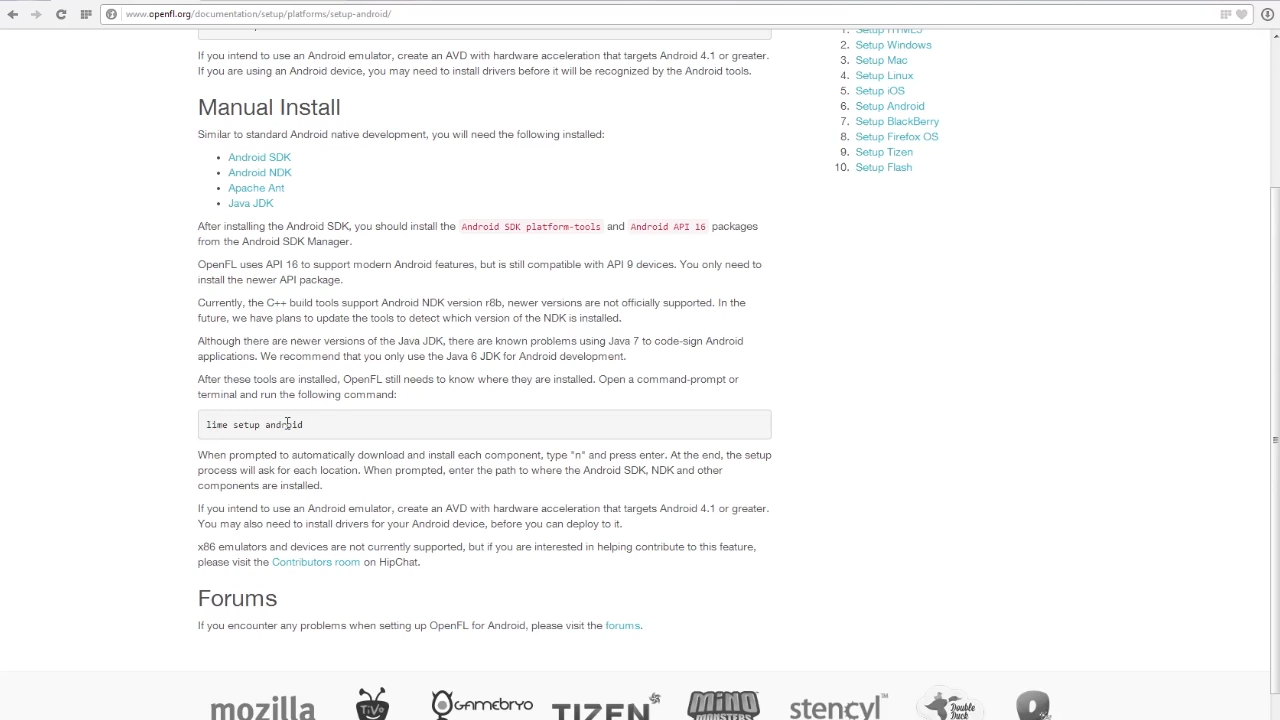 www.openfl.org/documentation/setup/platforms/setup-android/
If you intend to use an Android emulator, create an AVD with hardware acceleration that targets Android 4.1 or greater.
If you are using an Android device, you may need to install drivers before it will be recognized by the Android tools.
Manual Install
Similar to standard Android native development, you will need the following installed:
• Android SDK
• Android NDK
• Apache Ant
• Java JDK
After installing the Android SDK, you should install the Android SDK platform-tools and Android API 16 packages
from the Android SDK Manager.
OpenFL uses API 16 to support modern Android features, but is still compatible with API 9 devices. You only need to
install the newer API package.
Currently, the C++ build tools support Android NDK version r8b, newer versions are not officially supported. In the
future, we have plans to update the tools to detect which version of the NDK is installed.
Although there are newer versions of the Java JDK, there are known problems using Java 7 to code-sign Android
applications. We recommend that you only use the Java 6 JDK for Android development.
After these tools are installed, OpenFL still needs to know where they are installed. Open a command-prompt or
terminal and run the following command:
lime setup android
When prompted to automatically download and install each component, type "n" and press enter. At the end, the setup
process will ask for each location. When prompted, enter the path to where the Android SDK, NDK and other
components are installed.
If you intend to use an Android emulator, create an AVD with hardware acceleration that targets Android 4.1 or greater.
You may also need to install drivers for your Android device, before you can deploy to it.
x86 emulators and devices are not currently supported, but if you are interested in helping contribute to this feature,
please visit the Contributors room on HipChat.
Forums
If you encounter any problems when setting up OpenFL for Android, please visit the forums.
1. Setup HTML5
2. Setup Windows
3. Setup Mac
4. Setup Linux
5. Setup iOS
6. Setup Android
7. Setup BlackBerry
8. Setup Firefox OS
9. Setup Tizen
10. Setup Flash
mozilla
TiVo
GAMEBRYO
TIZEN™
MINO MONSTERS
stencyl™
Double Duck